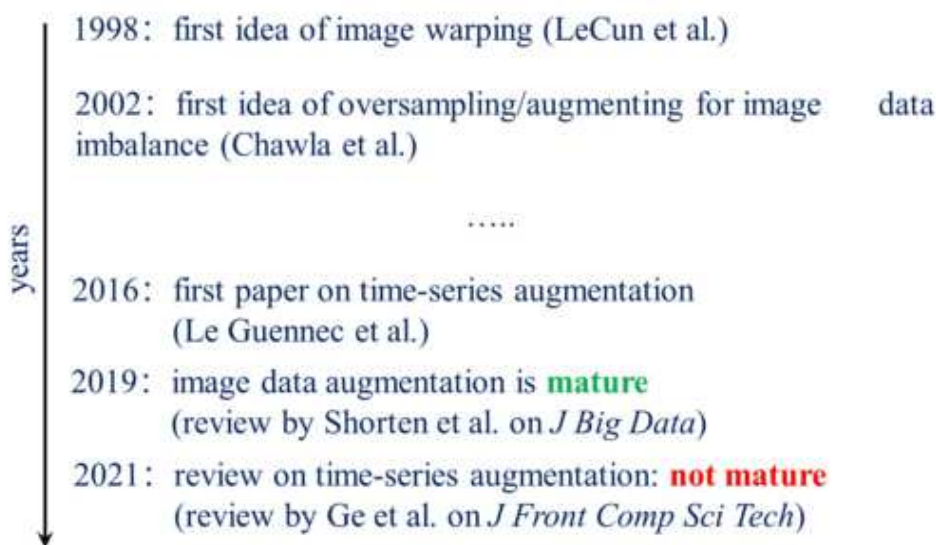 1998: first idea of image warping (LeCun et al.)
2002: first idea of oversampling/augmenting for image data
imbalance (Chawla et al.)
.....
years
2016: first paper on time-series augmentation
(Le Guennec et al.)
2019: image data augmentation is mature
(review by Shorten et al. on J Big Data)
2021: review on time-series augmentation: not mature
(review by Ge et al. on J Front Comp Sci Tech)